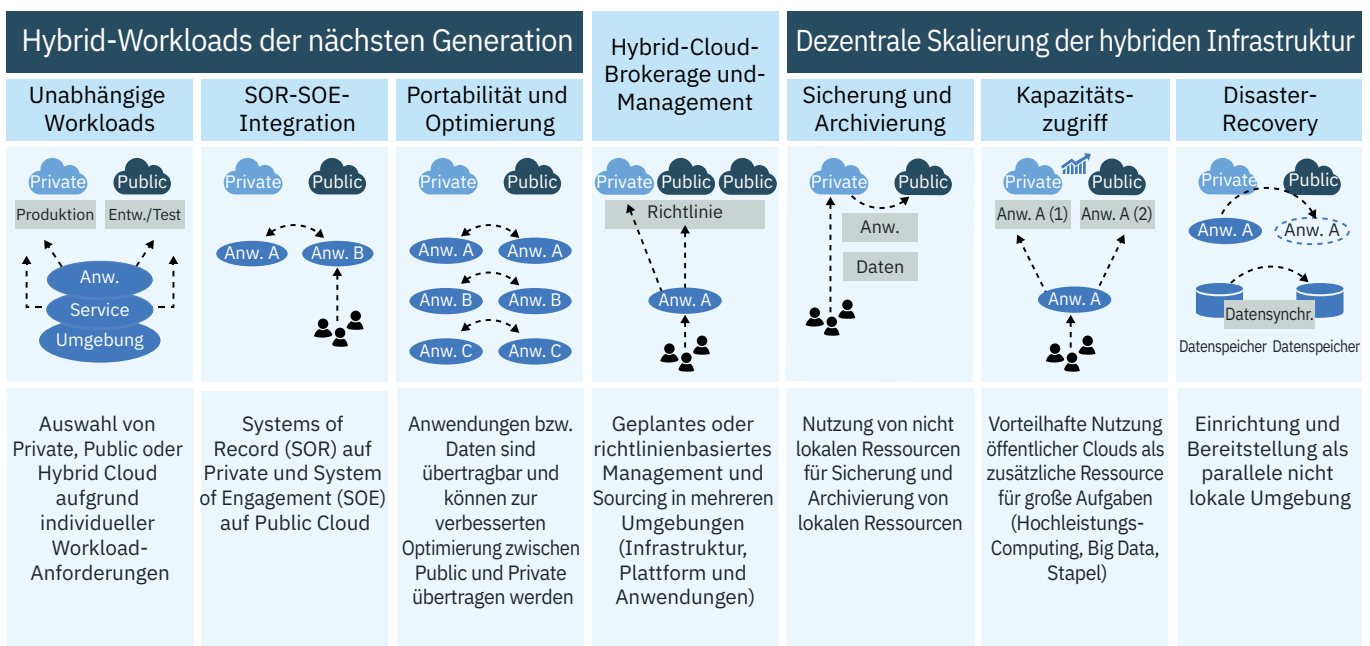 Hybrid-Workloads der nächsten Generation
Hybrid-Cloud-
Brokerage und-
Management
Dezentrale Skalierung der hybriden Infrastruktur
Unabhängige
Workloads
SOR-SOE-
Integration
Portabilität und
Optimierung
Sicherung und
Archivierung
Kapazitäts-
zugriff
Disaster-
Recovery
Private
Public
Produktion
Entw./Test
Anw.
Service
Umgebung
Private
Public
Anw. A
Anw. B
Private
Public
Anw. A
Anw. A
Anw. B
Anw. B
Anw. C
Anw. C
Private
Public
Public
Richtlinie
Anw. A
Private
Public
Anw.
Daten
Private
Public
Anw. A (1)
Anw. A (2)
Anw. A
Private
Public
Anw. A
Anw. A
Datensynchr.
Datenspeicher
Datenspeicher
Auswahl von
Private, Public oder
Hybrid Cloud
aufgrund
individueller
Workload-
Anforderungen
Systems of
Record (SOR) auf
Private und System
of Engagement (SOE)
auf Public Cloud
Anwendungen bzw.
Daten sind
übertragbar und
können zur
verbesserten
Optimierung zwischen
Public und Private
übertragen werden
Geplantes oder
richtlinienbasiertes
Management und
Sourcing in mehreren
Umgebungen
(Infrastruktur,
Plattform und
Anwendungen)
Nutzung von nicht
lokalen Ressourcen
für Sicherung und
Archivierung von
lokalen Ressourcen
Vorteilhafte Nutzung
öffentlicher Clouds als
zusätzliche Ressource
für große Aufgaben
(Hochleistungs-
Computing, Big Data,
Stapel)
Einrichtung und
Bereitstellung als
parallele nicht
lokale Umgebung